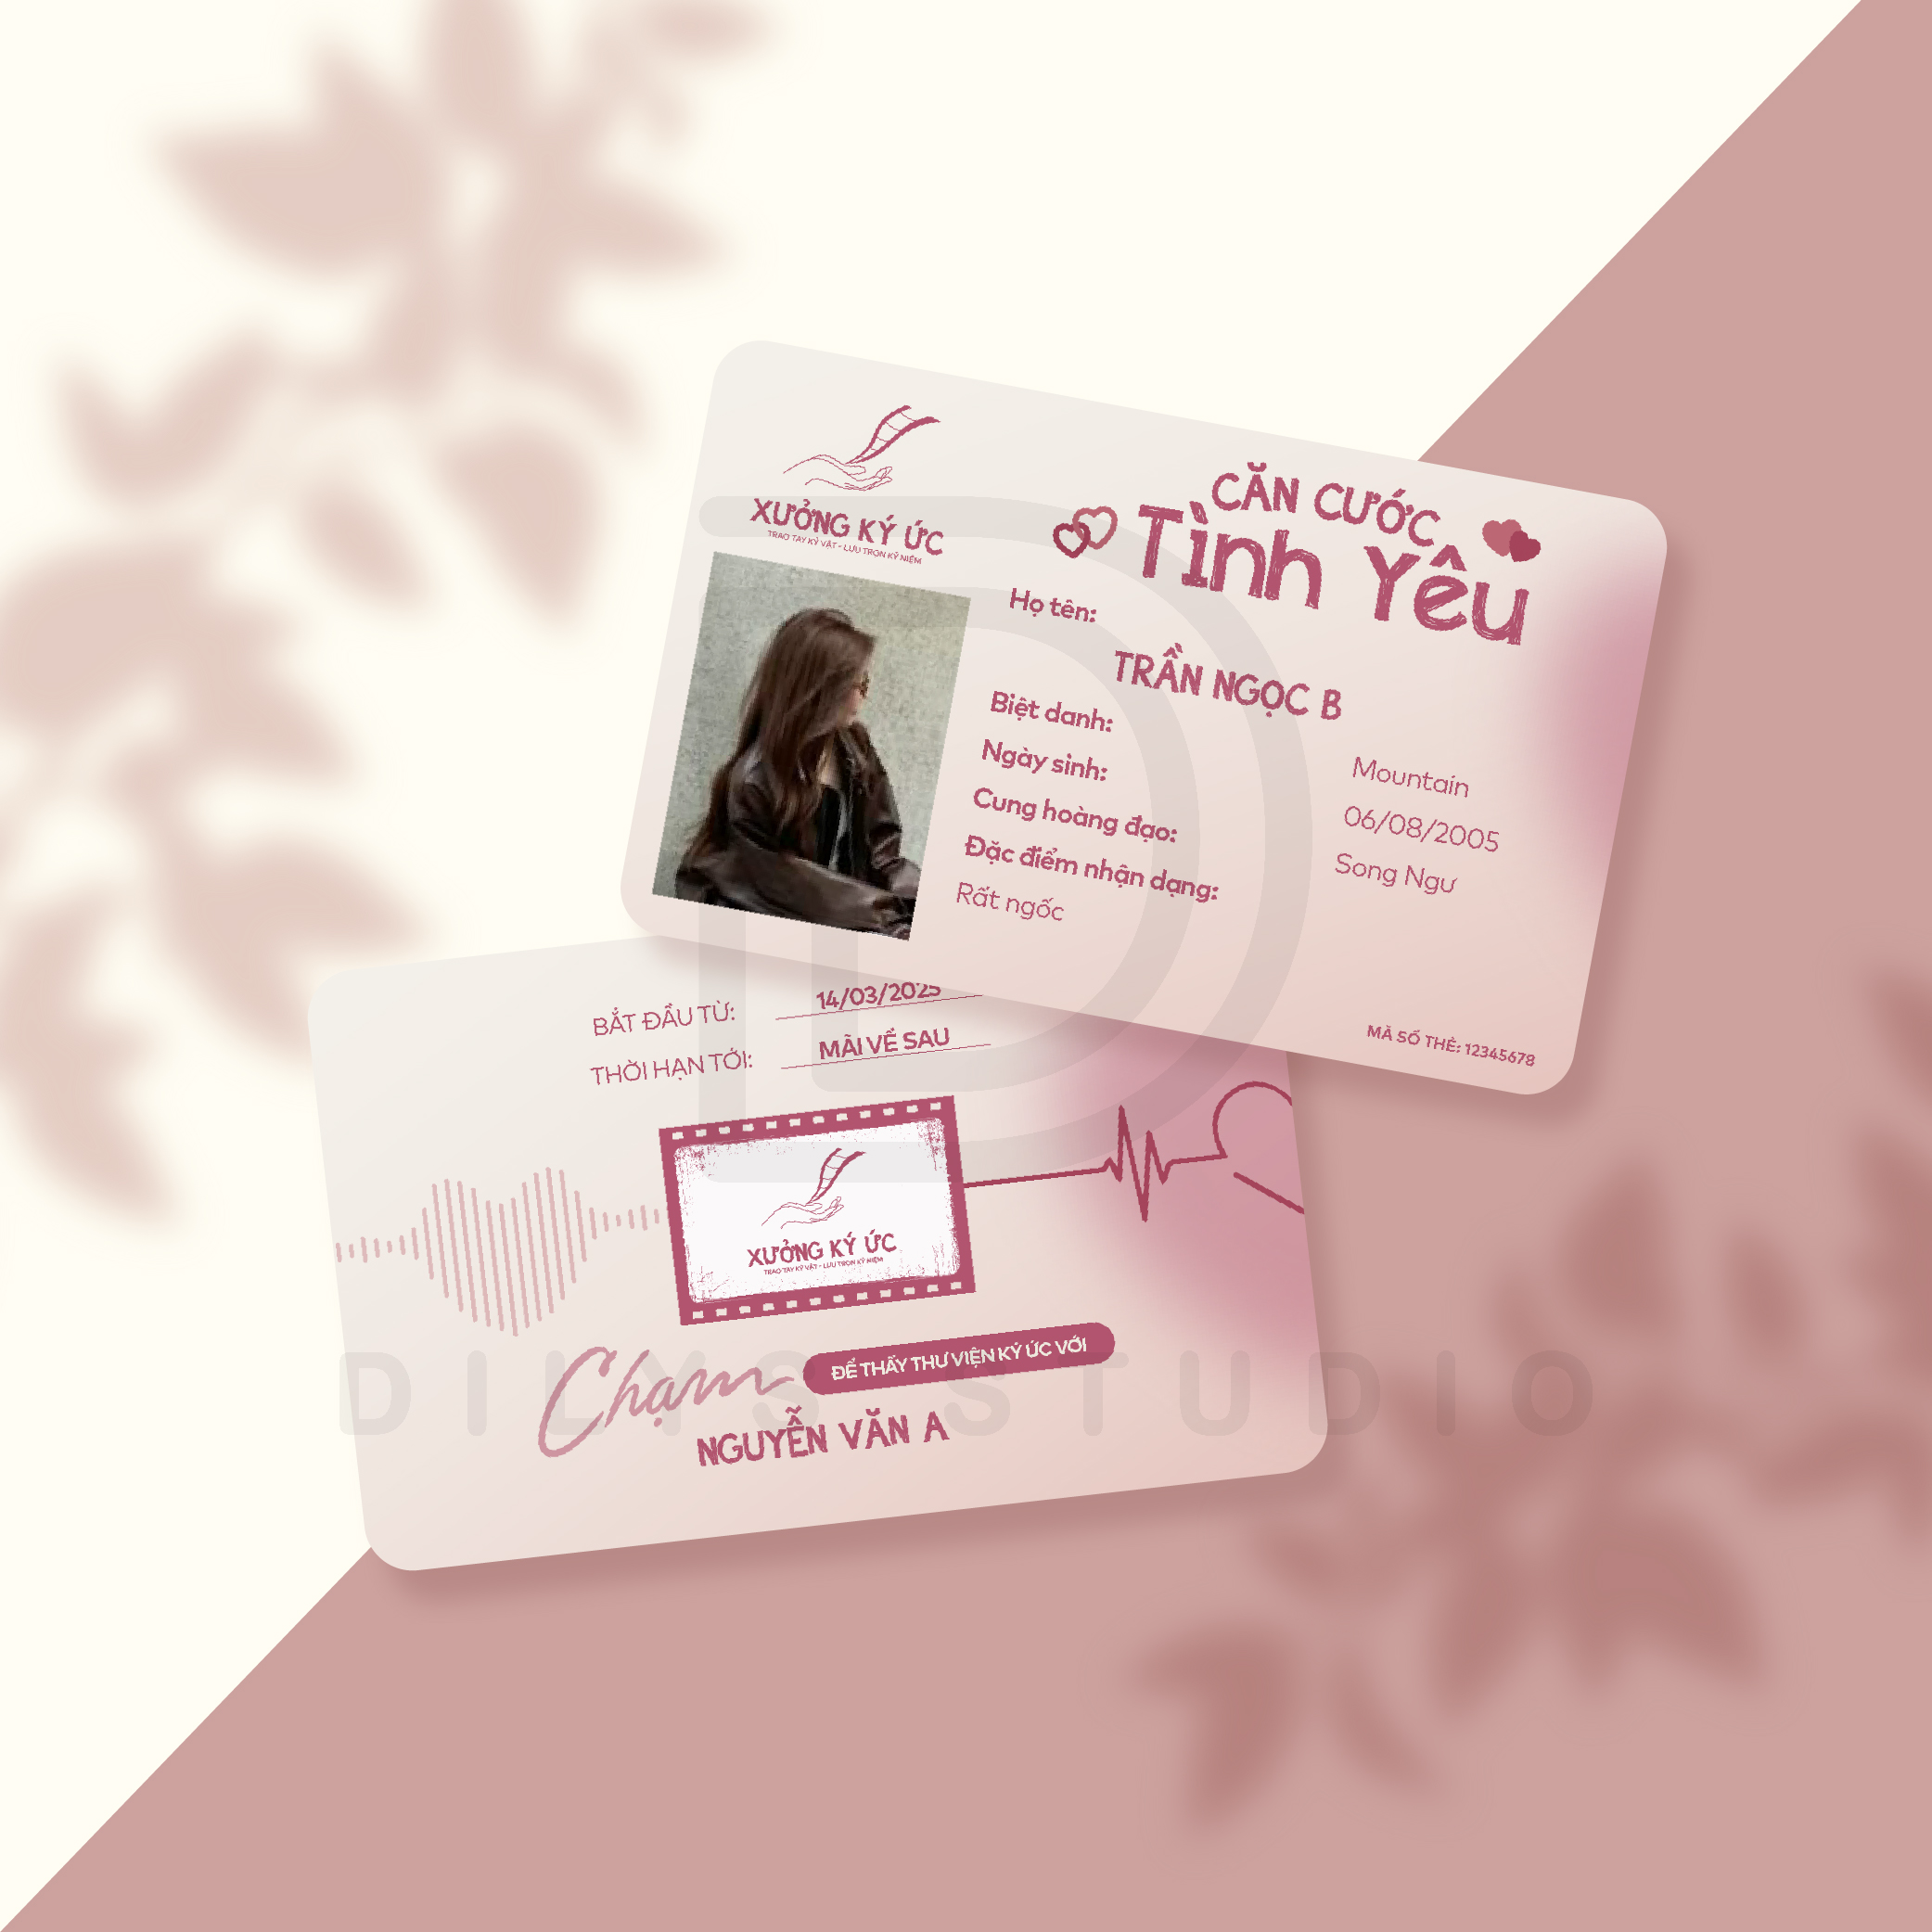 XƯỞNG KÝ ỨC
TRAO TAY KỶ VẬT - LƯU TRỌN KỶ NIỆM
CĂN CƯỚC
Tình Yêu
Họ tên:
TRẦN NGỌC B
Biệt danh: Mountain
Ngày sinh: 06/08/2005
Cung hoàng đạo: Song Ngư
Đặc điểm nhận dạng:
Rất ngốc
MÃ SỐ THẺ: 12345678
BẮT ĐẦU TỪ: 14/03/2025
THỜI HẠN TỚI: MÃI VỀ SAU
XƯỞNG KÝ ỨC
TRAO TAY KỶ VẬT - LƯU TRỌN KỶ NIỆM
Chạm ĐỂ THẤY THƯ VIỆN KÝ ỨC VỚI
NGUYỄN VĂN A
DILYS STUDIO